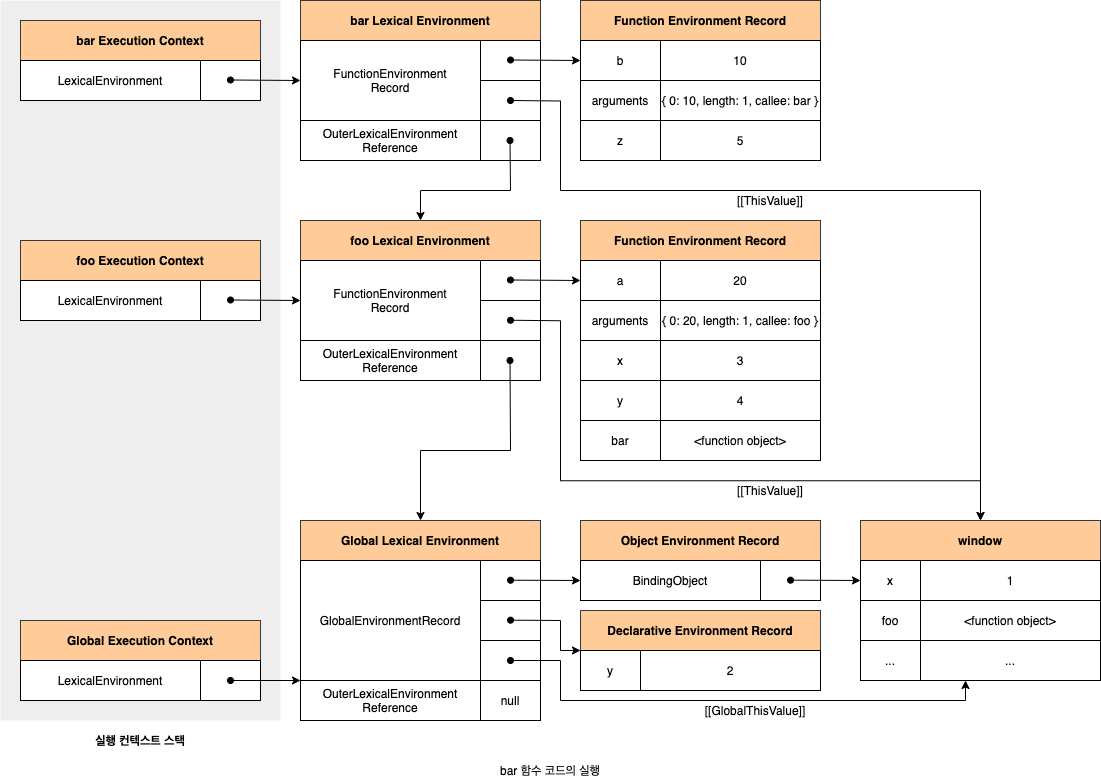 bar Execution Context
LexicalEnvironment
bar Lexical Environment
FunctionEnvironment
Record
OuterLexicalEnvironment
Reference
Function Environment Record
b 10
arguments { 0: 10, length: 1, callee: bar }
z 5
[[ThisValue]]
foo Execution Context
LexicalEnvironment
foo Lexical Environment
FunctionEnvironment
Record
OuterLexicalEnvironment
Reference
Function Environment Record
a 20
arguments { 0: 20, length: 1, callee: foo }
x 3
y 4
bar <function object>
[[ThisValue]]
Global Execution Context
LexicalEnvironment
Global Lexical Environment
GlobalEnvironmentRecord
OuterLexicalEnvironment
Reference
null
Object Environment Record
BindingObject
Declarative Environment Record
y 2
window
x 1
foo <function object>
... ...
[[GlobalThisValue]]
실행 컨텍스트 스택
bar 함수 코드의 실행